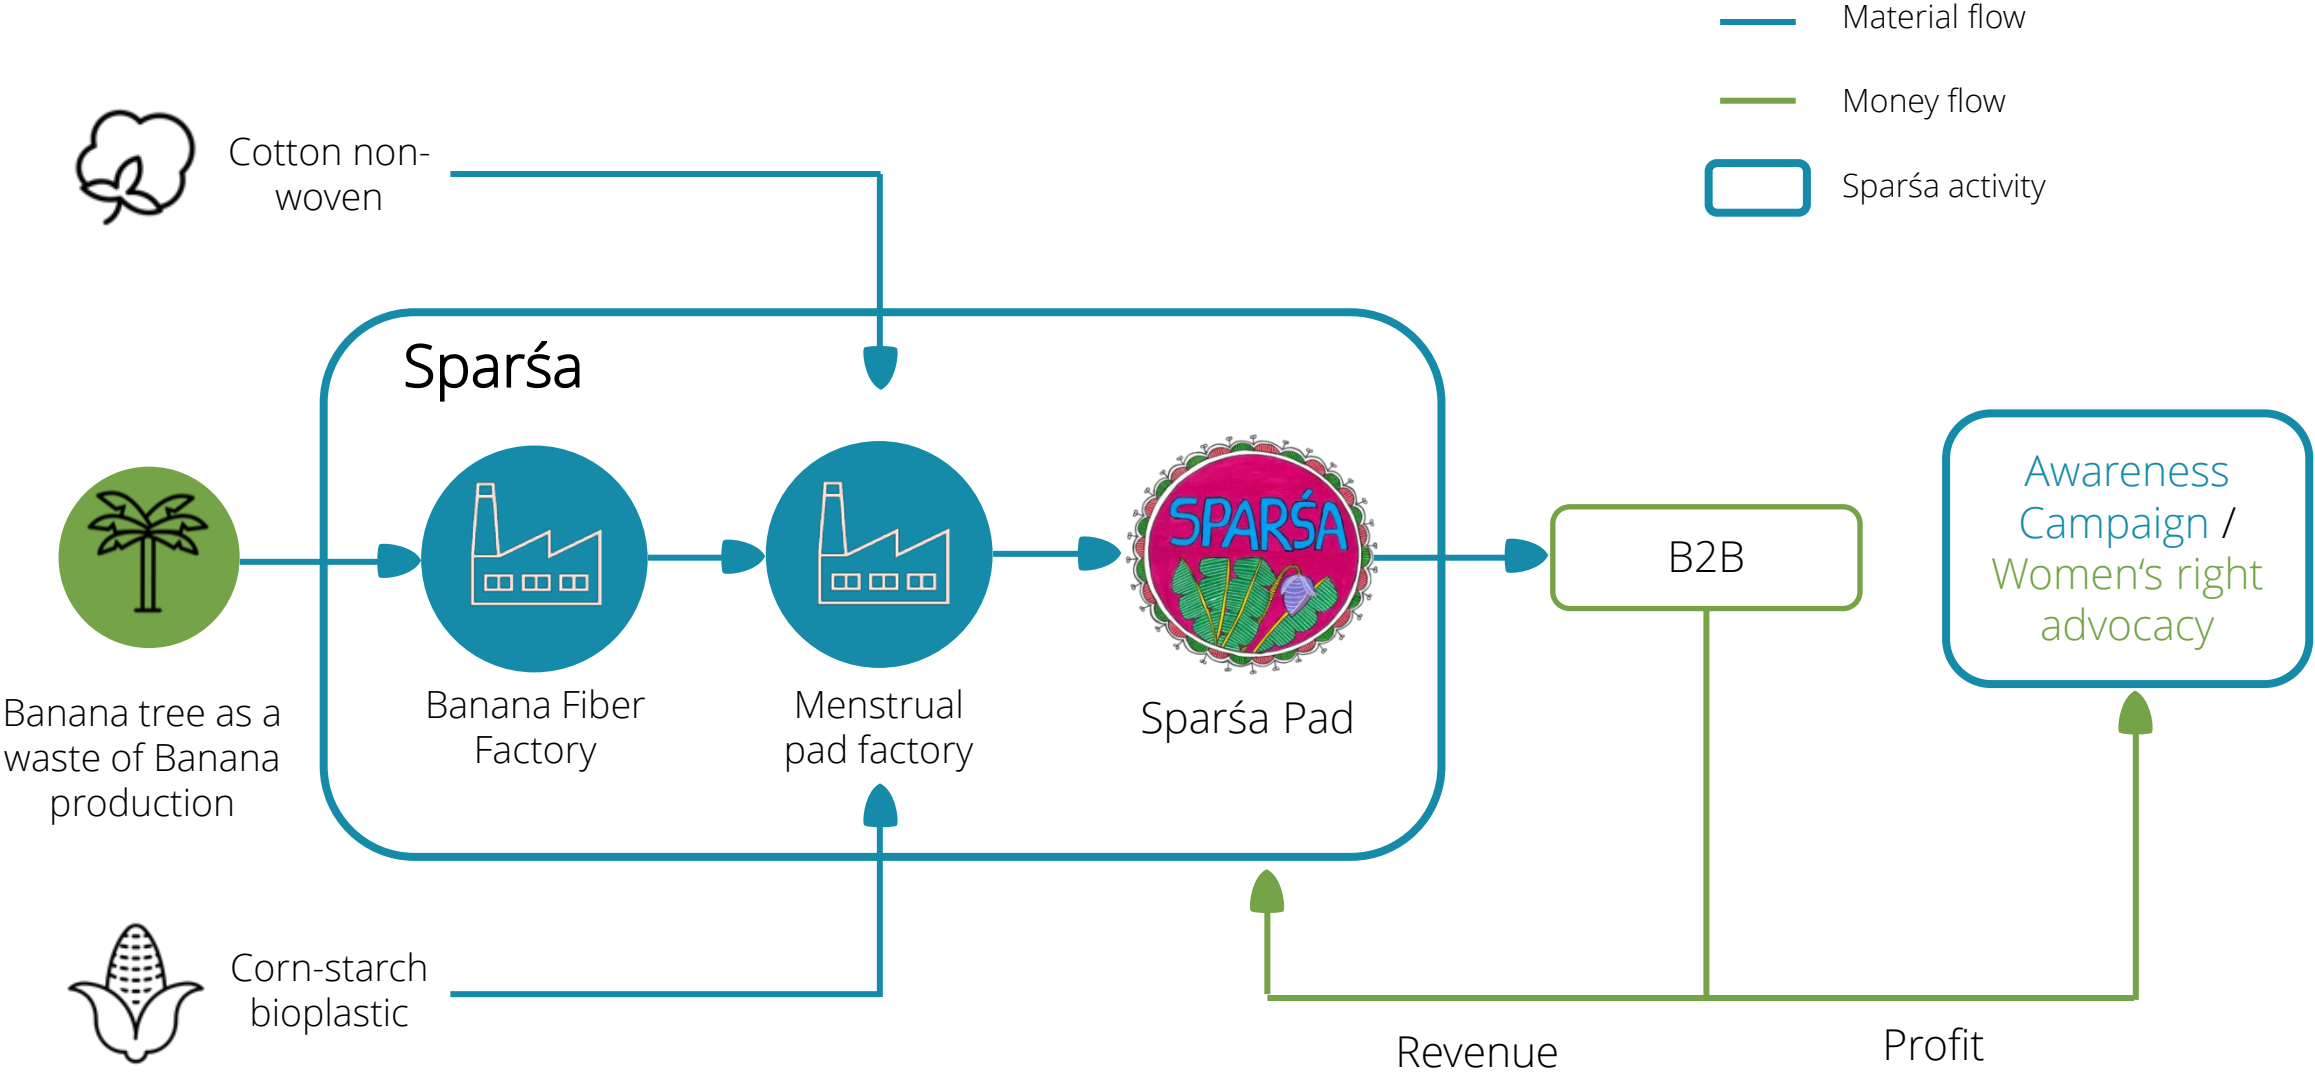 Material flow
Money flow
Sparśa activity
Cotton non-
woven
Sparśa
SPARŚA
Banana tree as a
waste of Banana
production
Banana Fiber
Factory
Menstrual
pad factory
Sparśa Pad
B2B
Awareness
Campaign /
Women‘s right
advocacy
Corn-starch
bioplastic
Revenue
Profit